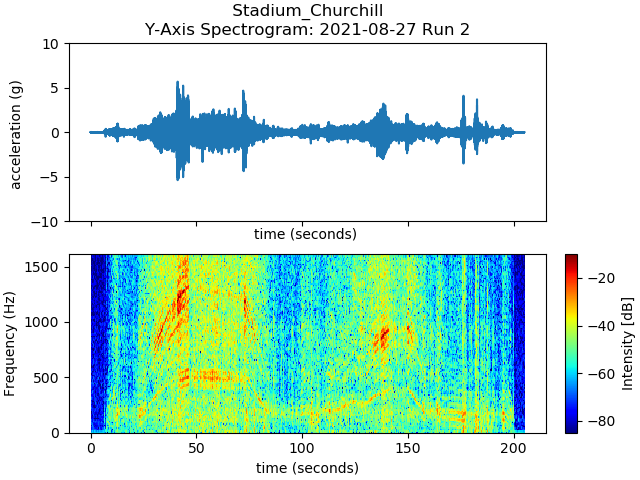 Stadium_Churchill
Y-Axis Spectrogram: 2021-08-27 Run 2
10
5
0
−5
−10
acceleration (g)
time (seconds)
1500
1000
500
0
Frequency (Hz)
0 50 100 150 200
time (seconds)
−20
−40
−60
−80
Intensity [dB]